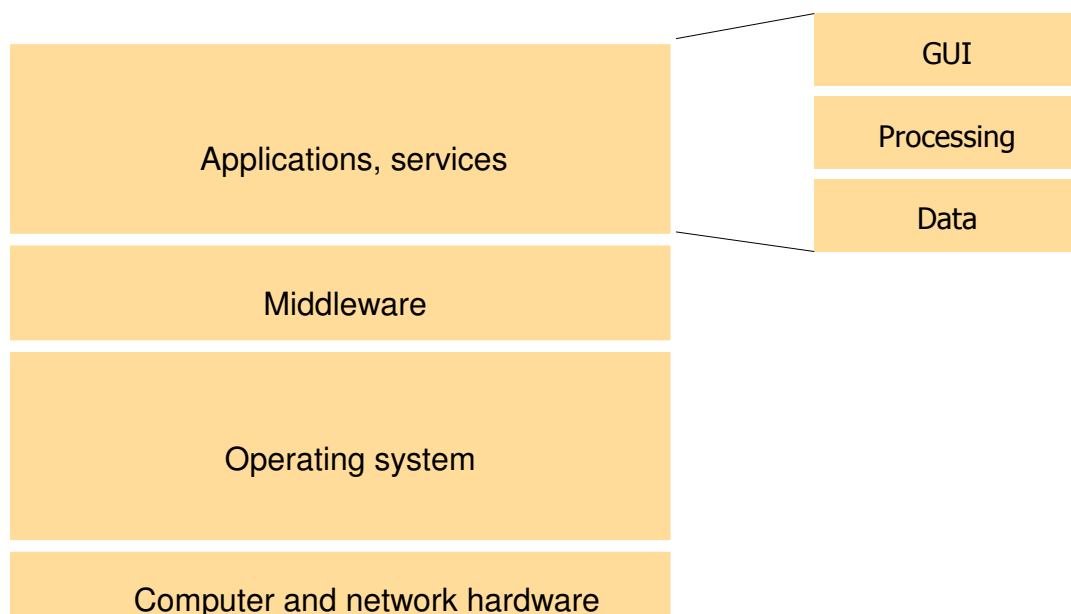 GUI
Processing
Data
Applications, services
Middleware
Operating system
Computer and network hardware